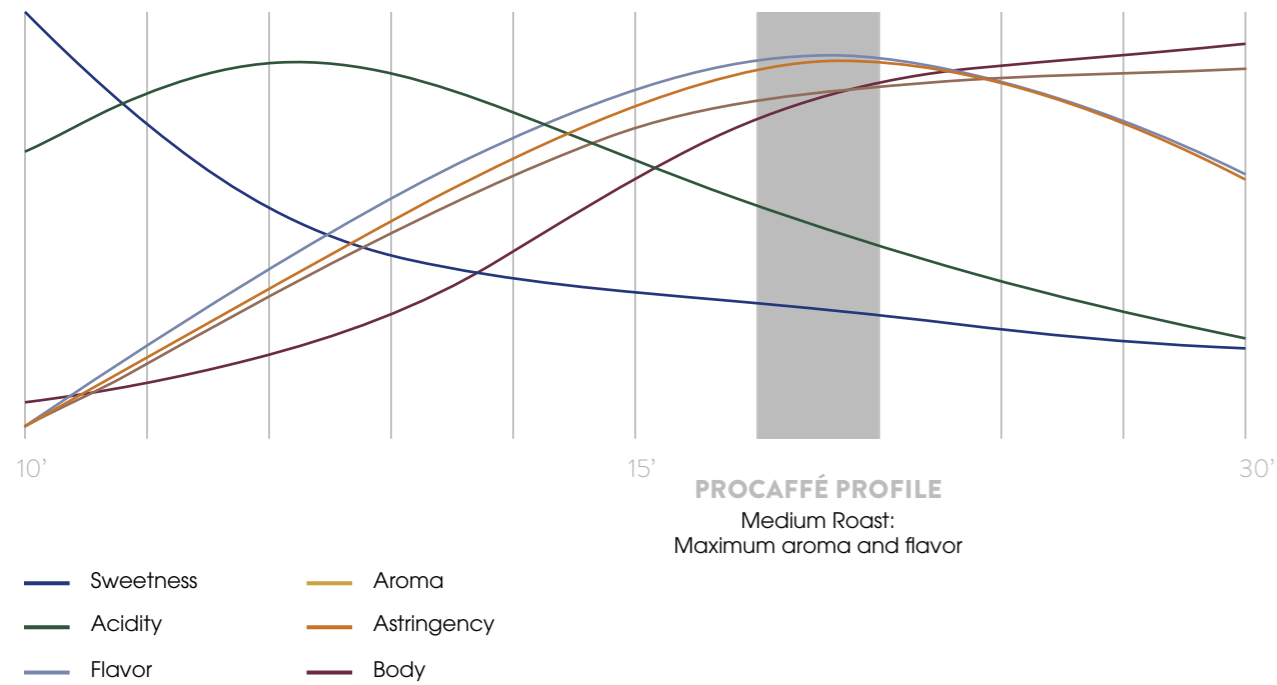 10’
15’
30’
PROCAFFÉ PROFILE
Medium Roast:
Maximum aroma and flavor
Sweetness
Acidity
Flavor
Aroma
Astringency
Body